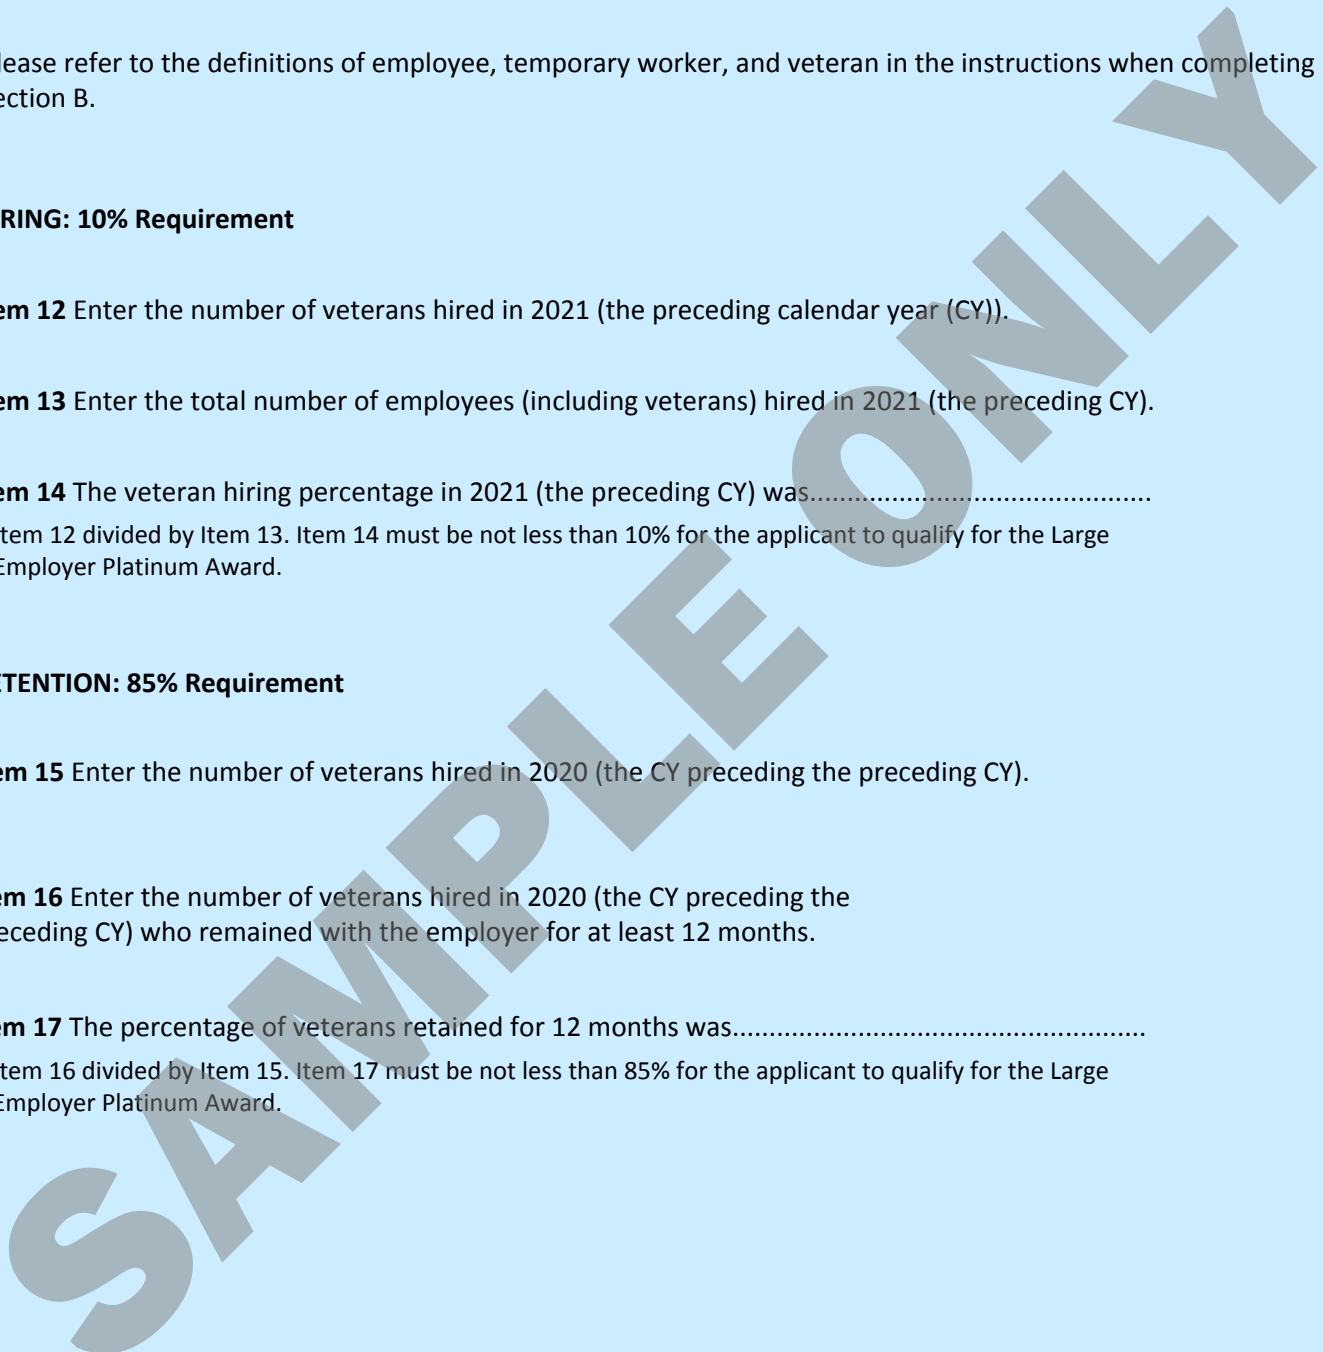 lease refer to the definitions of employee, temporary worker, and veteran in the instructions when completing
ection B.
RING: 10% Requirement
em 12 Enter the number of veterans hired in 2021 (the preceding calendar year (CY)).
em 13 Enter the total number of employees (including veterans) hired in 2021 (the preceding CY).
em 14 The veteran hiring percentage in 2021 (the preceding CY) was..............................................
tem 12 divided by Item 13. Item 14 must be not less than 10% for the applicant to qualify for the Large
Employer Platinum Award.
ETENTION: 85% Requirement
em 15 Enter the number of veterans hired in 2020 (the CY preceding the preceding CY).
em 16 Enter the number of veterans hired in 2020 (the CY preceding the
eceding CY) who remained with the employer for at least 12 months.
em 17 The percentage of veterans retained for 12 months was.......................................................
tem 16 divided by Item 15. Item 17 must be not less than 85% for the applicant to qualify for the Large
Employer Platinum Award.
SAMPLE ONLY